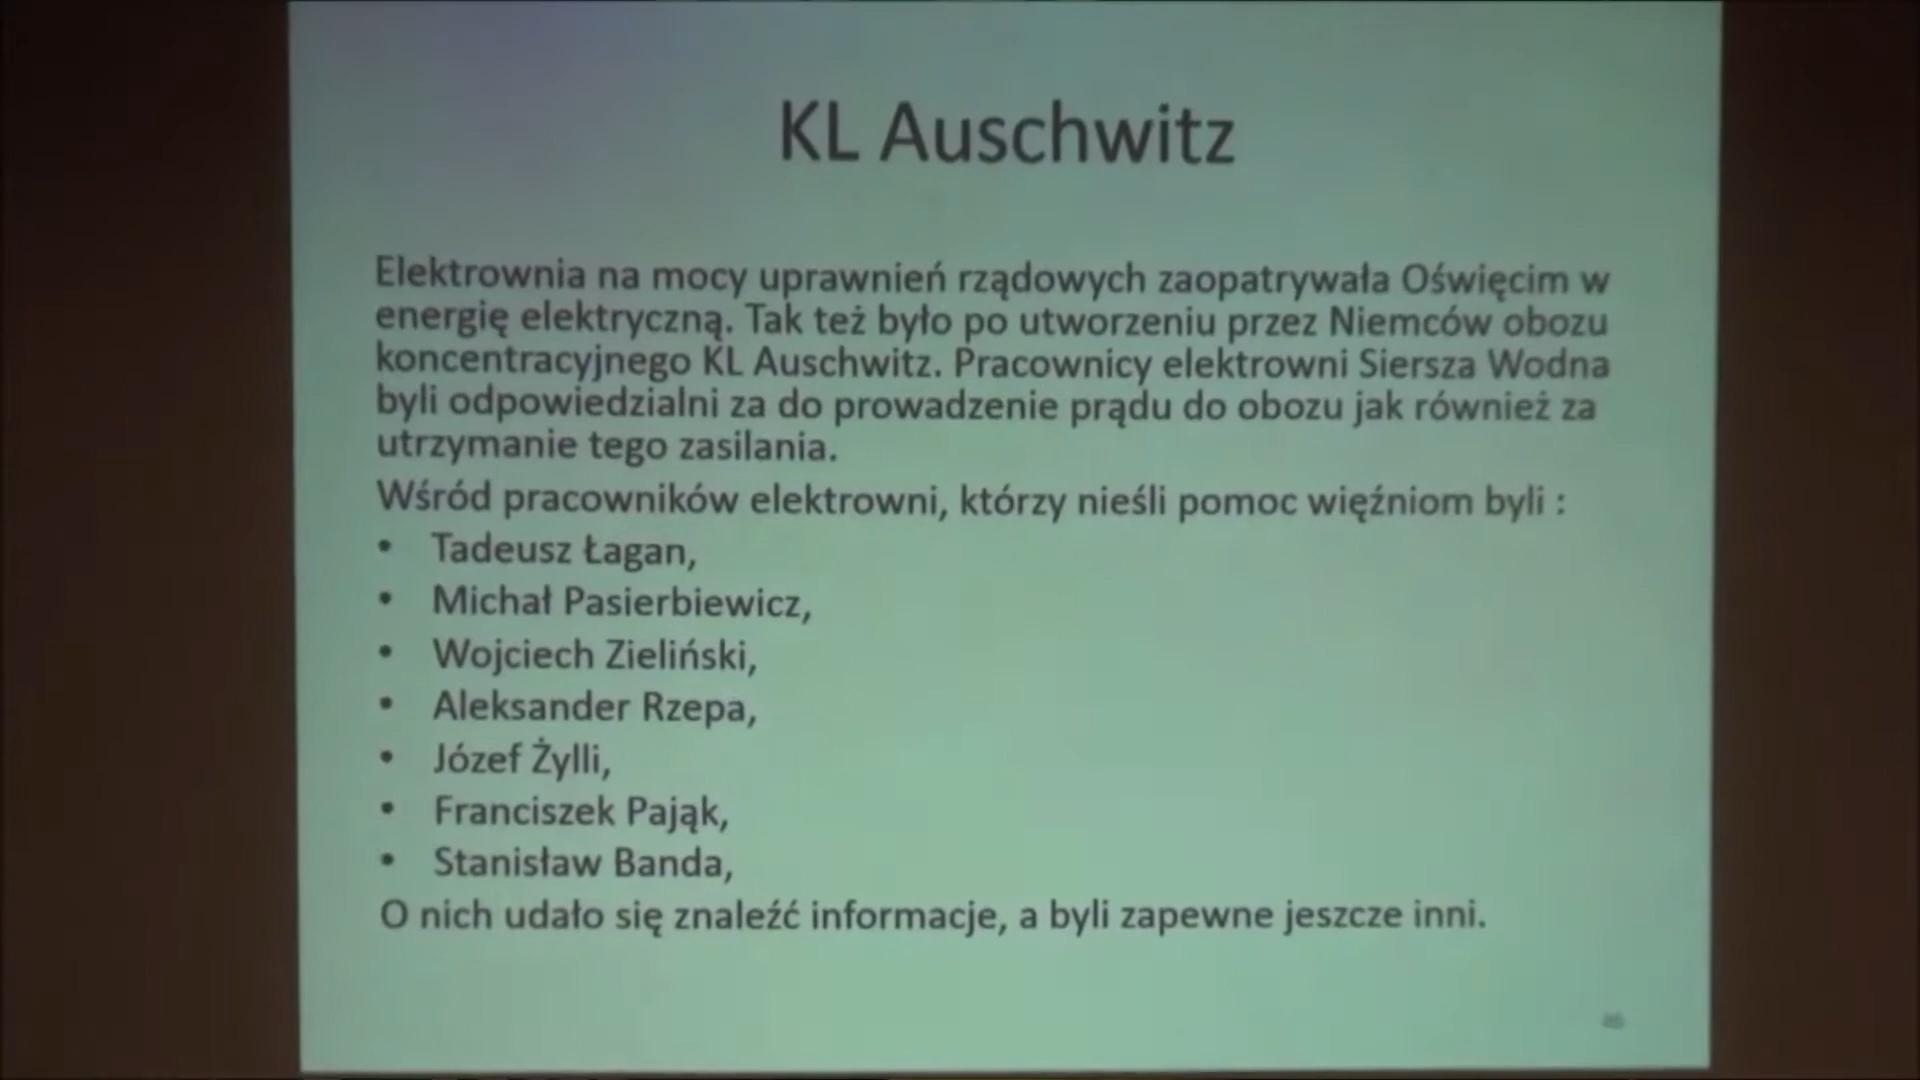 KL Auschwitz
Elektrownia na mocy uprawnień rządowych zaopatrywała Oświęcim w
energię elektryczną. Tak też było po utworzeniu przez Niemców obozu
koncentracyjnego KL Auschwitz. Pracownicy elektrowni Siersza Wodna
byli odpowiedzialni za do prowadzenie prądu do obozu jak również za
utrzymanie tego zasilania.
Wśród pracowników elektrowni, którzy nieśli pomoc więźniom byli :
• Tadeusz Łagan,
• Michał Pasierbiewicz,
• Wojciech Zieliński,
• Aleksander Rzepa,
• Józef Żylli,
• Franciszek Pająk,
• Stanisław Banda,
O nich udało się znaleźć informacje, a byli zapewne jeszcze inni.